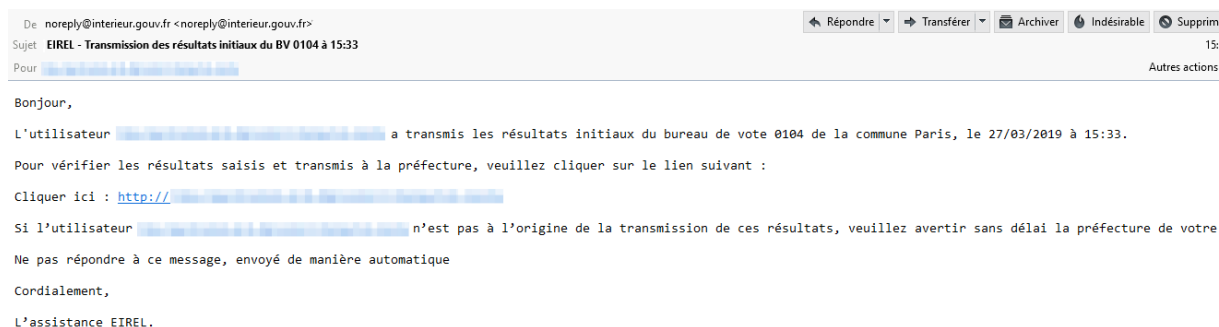 De noreply@interieur.gouv.fr <noreply@interieur.gouv.fr>
Répondre Transférer Archiver Indésirable Supprim
Sujet EIREL - Transmission des résultats initiaux du BV 0104 à 15:33
15:
Pour
Autres actions
Bonjour,
L'utilisateur a transmis les résultats initiaux du bureau de vote 0104 de la commune Paris, le 27/03/2019 à 15:33.
Pour vérifier les résultats saisis et transmis à la préfecture, veuillez cliquer sur le lien suivant :
Cliquer ici : http://
Si l’utilisateur n’est pas à l’origine de la transmission de ces résultats, veuillez avertir sans délai la préfecture de votre
Ne pas répondre à ce message, envoyé de manière automatique
Cordialement,
L’assistance EIREL.